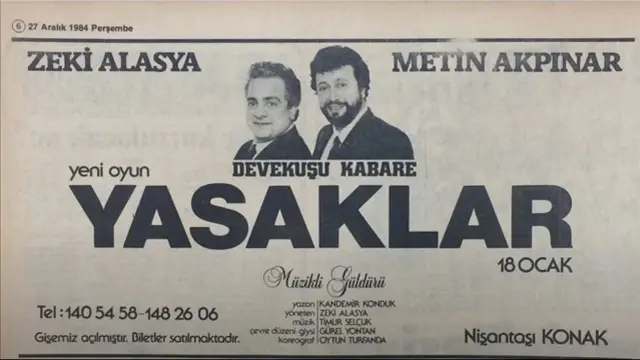 6 27 Aralık 1984 Perşembe
ZEKİ ALASYA
METİN AKPINAR
DEVEKUŞU KABARE
yeni oyun
YASAKLAR
18 OCAK
Müzikli Güldürü
yazan KANDEMİR KONDUK
yöneten ZEKİ ALASYA
müzik TİMUR SELÇUK
çevre düzeni-giysi GÜREL YONTAN
koreograf OYTUN TURFANDA
Tel: 140 54 58-148 26 06
Gişemiz açılmıştır. Biletler satılmaktadır.
Nişantaşı KONAK